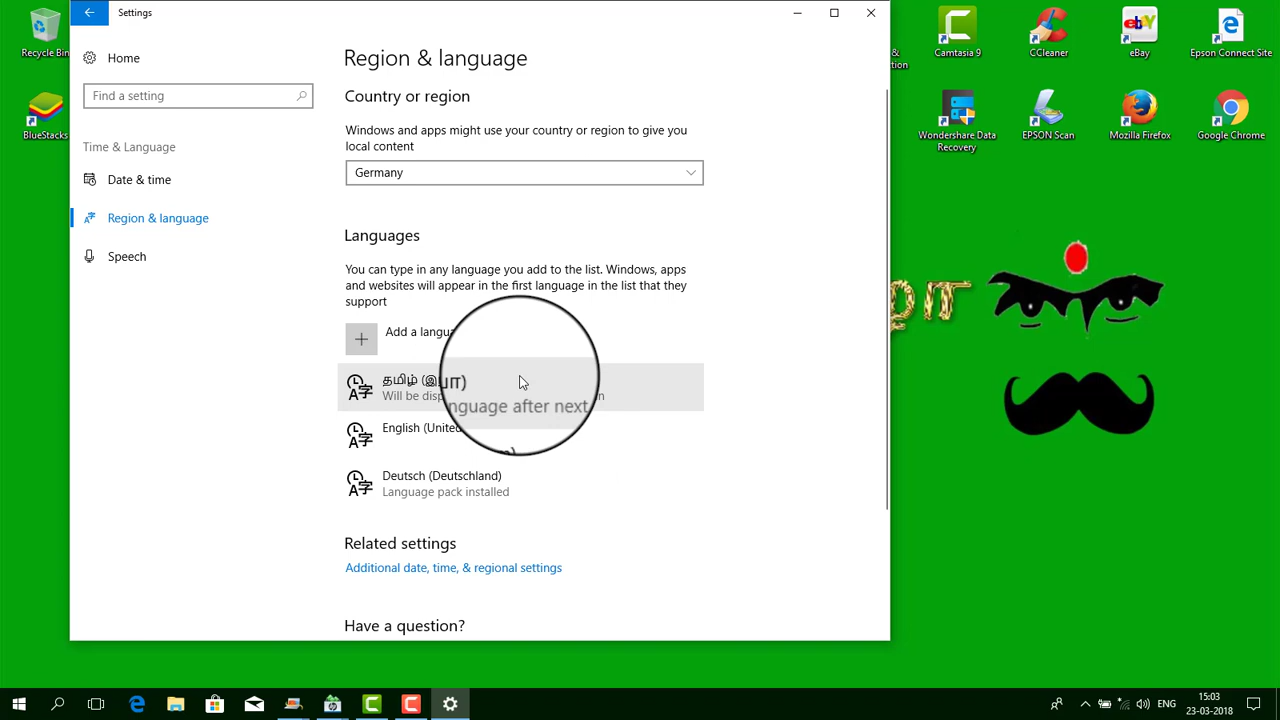 Settings
Recycle Bin
Camtasia 9
CCleaner
eBay
Epson Connect Site
Home
Region & language
Find a setting
Country or region
BlueStacks
Wondershare Data
Recovery
EPSON Scan
Mozilla Firefox
Google Chrome
Windows and apps might use your country or region to give you
local content
Time & Language
Germany
Date & time
Region & language
Languages
Speech
You can type in any language you add to the list. Windows, apps
and websites will appear in the first language in the list that they
support
Add a
தமிழ்
Will be
after next
English (United
Deutsch (Deutschland)
Language pack installed
Related settings
Additional date, time, & regional settings
Have a question?
ENG
15:03
23-03-2018